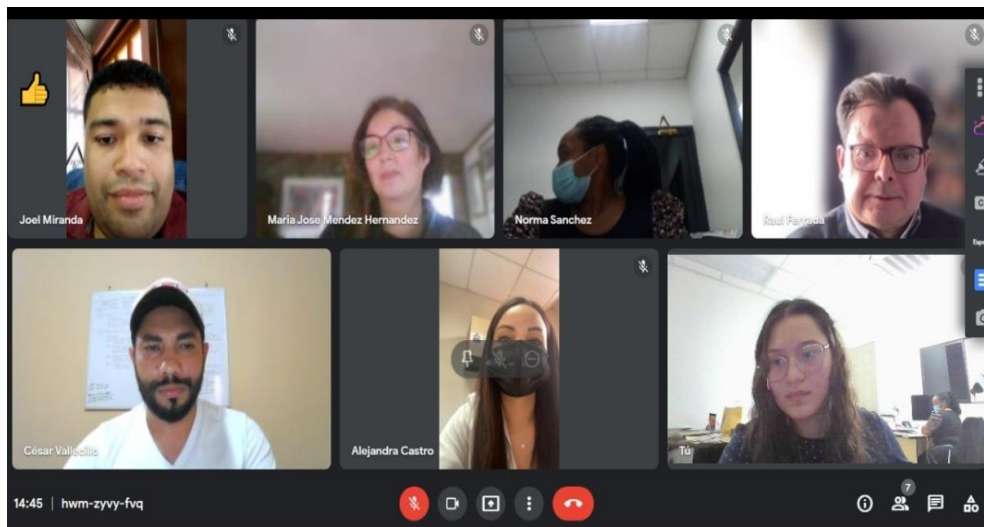 Joel Miranda
Maria Jose Mendez Hernandez
Norma Sanchez
Raul Ferrada
César Valledillo
Alejandra Castro
Tú
14:45 | hwm-zyvy-fvq
7